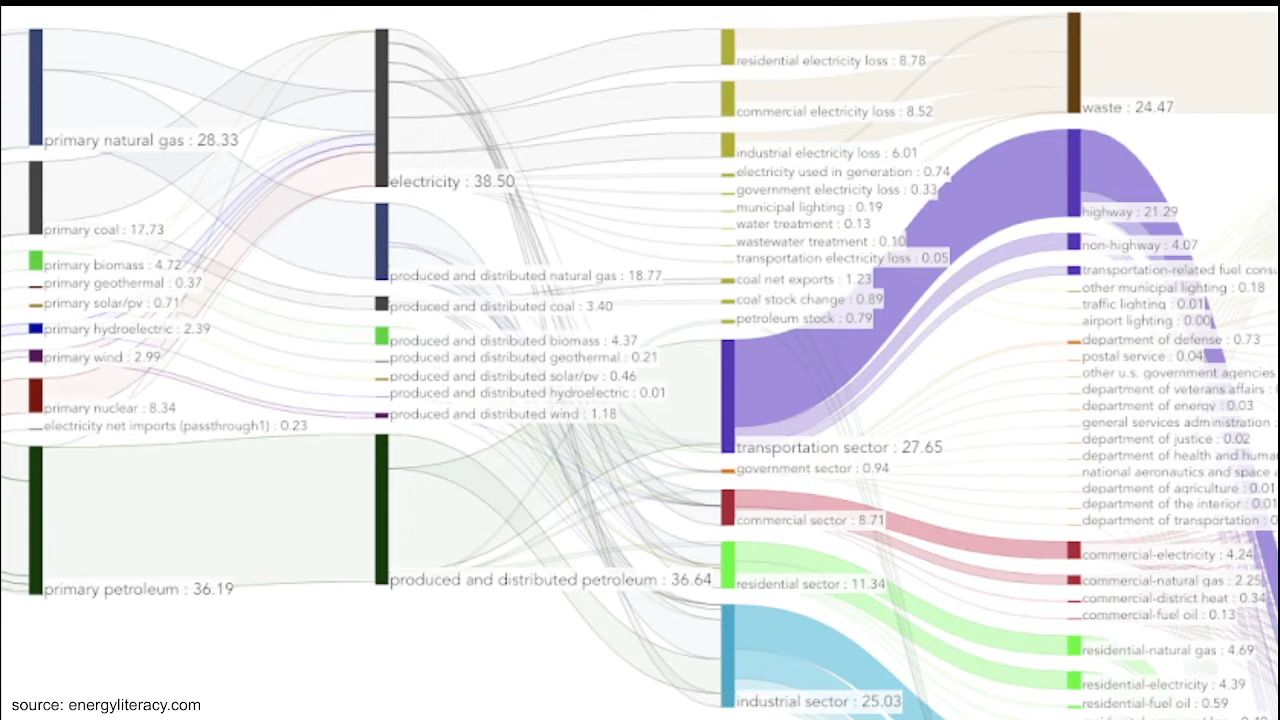 primary natural gas : 28.33
primary coal : 17.73
primary biomass : 4.72
primary geothermal : 0.37
primary solar/pv : 0.71
primary hydroelectric : 2.39
primary wind : 2.99
primary nuclear : 8.34
electricity net imports (passthrough1) : 0.23
primary petroleum : 36.19
electricity : 38.50
produced and distributed natural gas : 18.77
produced and distributed coal : 3.40
produced and distributed biomass : 4.37
produced and distributed geothermal : 0.21
produced and distributed solar/pv : 0.46
produced and distributed hydroelectric : 0.01
produced and distributed wind : 1.18
produced and distributed petroleum : 36.64
residential electricity loss : 8.78
commercial electricity loss : 8.52
industrial electricity loss : 6.01
electricity used in generation : 0.74
government electricity loss : 0.33
municipal lighting : 0.19
water treatment : 0.13
wastewater treatment : 0.10
transportation electricity loss : 0.05
coal net exports : 1.23
coal stock change : 0.89
petroleum stock : 0.79
transportation sector : 27.65
government sector : 0.94
commercial sector : 8.71
residential sector : 11.34
industrial sector : 25.03
waste : 24.47
highway : 21.29
non-highway : 4.07
transportation-related fuel
other municipal lighting : 0.18
traffic lighting : 0.01
airport lighting : 0.00
department of defense : 0.73
postal service : 0.04
other u.s. government agencies
department of veterans affairs :
department of energy : 0.03
general services administration :
department of justice : 0.02
department of health and human
national aeronautics and space
department of agriculture : 0.01
department of the interior : 0.01
department of transportation :
commercial-electricity : 4.24
commercial-natural gas : 2.25
commercial-district heat : 0.34
commercial-fuel oil : 0.13
residential-natural gas : 4.69
residential-electricity : 4.39
residential-fuel oil : 0.59
source: energyliteracy